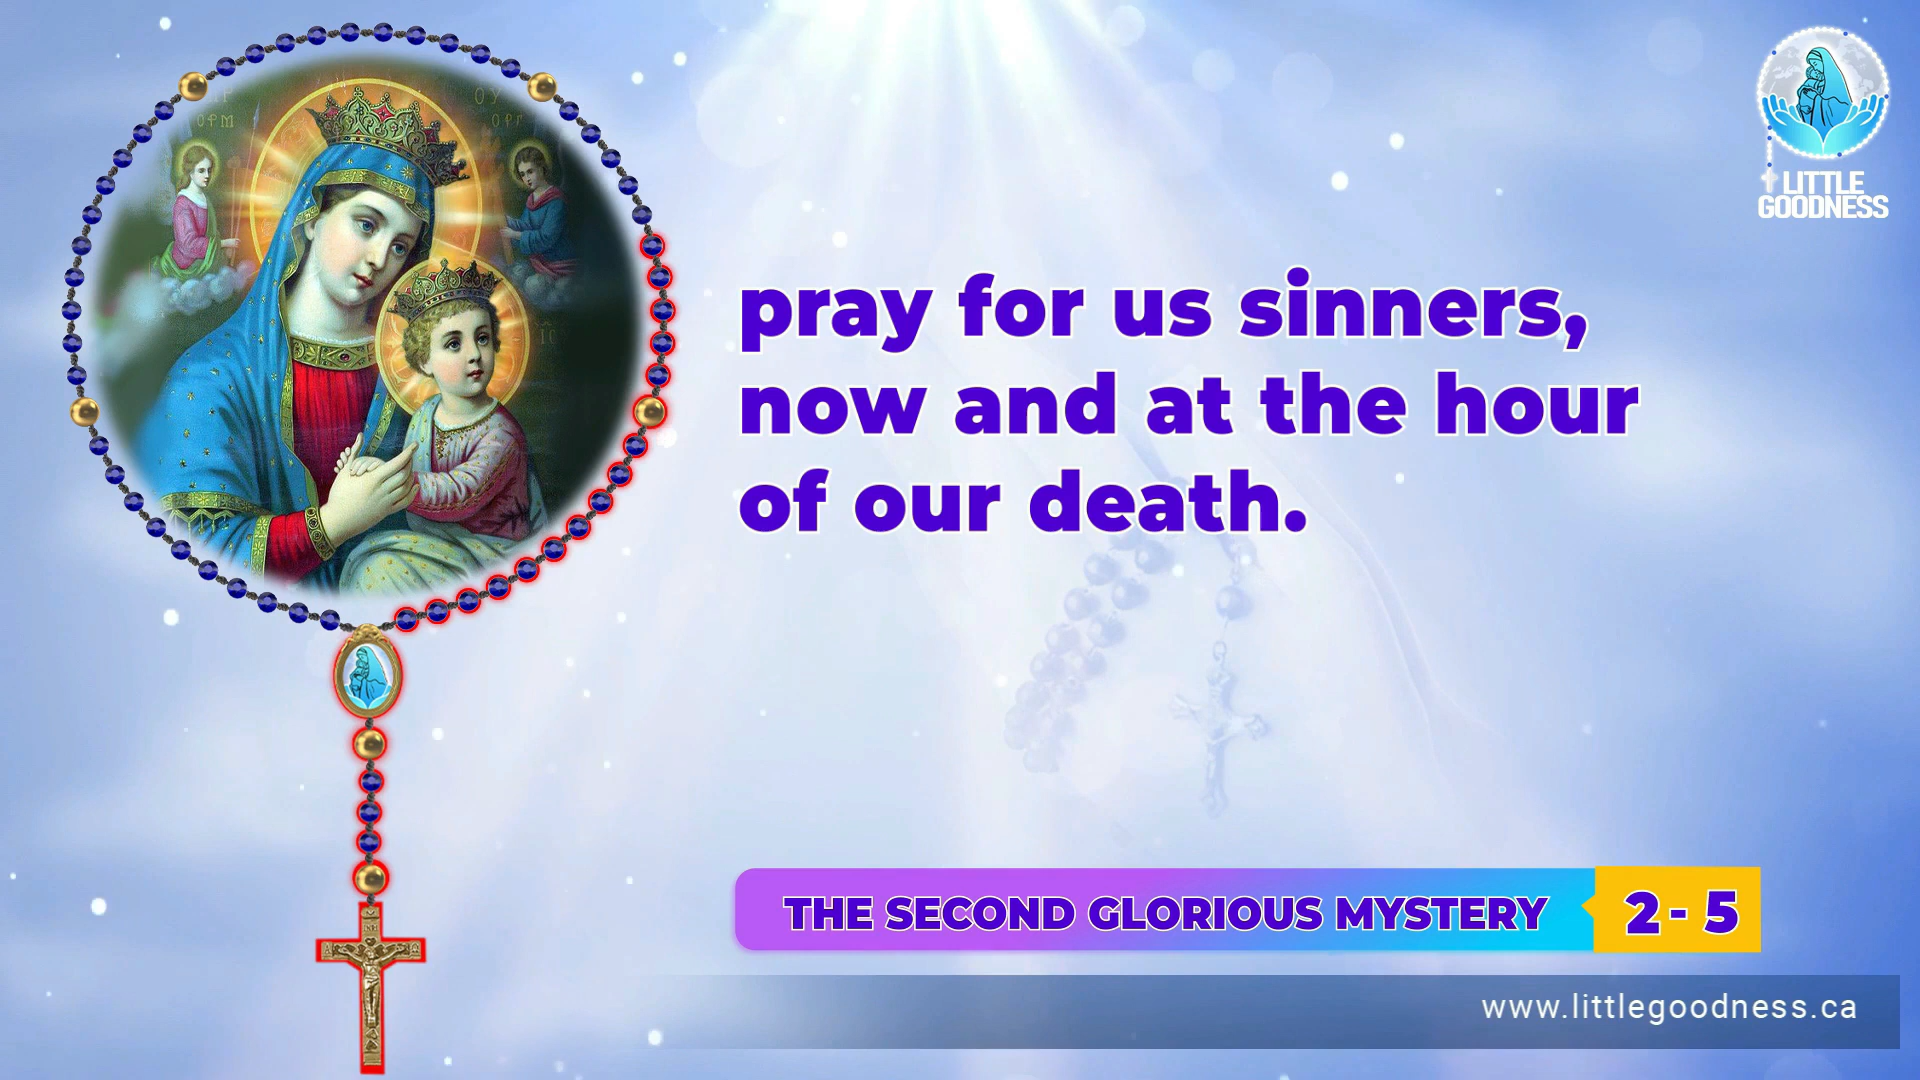 LITTLE
GOODNESS
pray for us sinners,
now and at the hour
of our death.
THE SECOND GLORIOUS MYSTERY
2 - 5
www.littlegoodness.ca